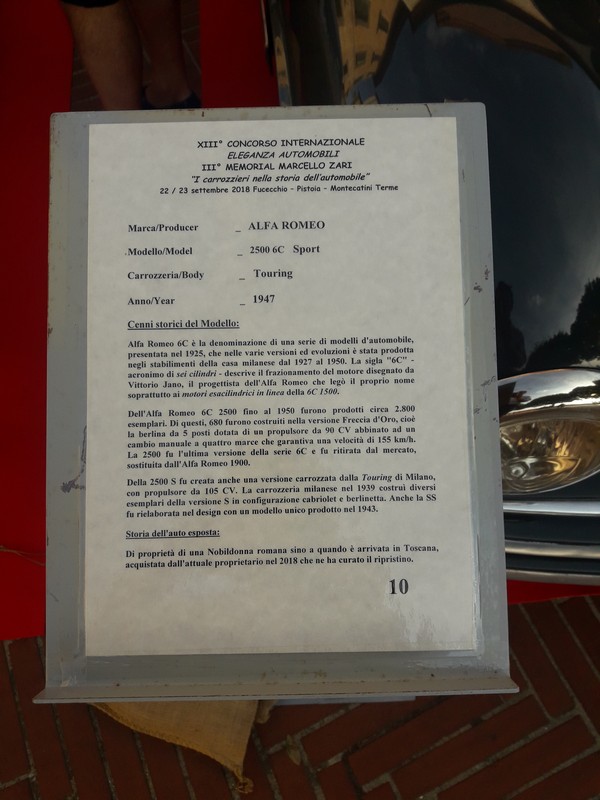 XIII° CONCORSO INTERNAZIONALE
ELEGANZA AUTOMOBILI
III° MEMORIAL MARCELLO ZARI
"I carrozzieri nella storia dell'automobile"
22 / 23 settembre 2018 Fucecchio - Pistoia - Montecatini Terme
Marca/Producer _ ALFA ROMEO
Modello/Model _ 2500 6C Sport
Carrozzeria/Body _ Touring
Anno/Year _ 1947
Cenni storici del Modello:
Alfa Romeo 6C è la denominazione di una serie di modelli d'automobile,
presentata nel 1925, che nelle varie versioni ed evoluzioni è stata prodotta
negli stabilimenti della casa milanese dal 1927 al 1950. La sigla "6C" -
acronimo di sei cilindri - descrive il frazionamento del motore disegnato da
Vittorio Jano, il progettista dell'Alfa Romeo che legò il proprio nome
soprattutto ai motori esacilindrici in linea della 6C 1500.
Dell'Alfa Romeo 6C 2500 fino al 1950 furono prodotti circa 2.800
esemplari. Di questi, 680 furono costruiti nella versione Freccia d'Oro, cioè
la berlina da 5 posti dotata di un propulsore da 90 CV abbinato ad un
cambio manuale a quattro marce che garantiva una velocità di 155 km/h.
La 2500 fu l'ultima versione della serie 6C e fu ritirata dal mercato,
sostituita dall'Alfa Romeo 1900.
Della 2500 S fu creata anche una versione carrozzata dalla Touring di Milano,
con propulsore da 105 CV. La carrozzeria milanese nel 1939 costruì diversi
esemplari della versione S in configurazione cabriolet e berlinetta. Anche la SS
fu rielaborata nel design con un modello unico prodotto nel 1943.
Storia dell'auto esposta:
Di proprietà di una Nobildonna romana sino a quando è arrivata in Toscana,
acquistata dall'attuale proprietario nel 2018 che ne ha curato il ripristino.
10